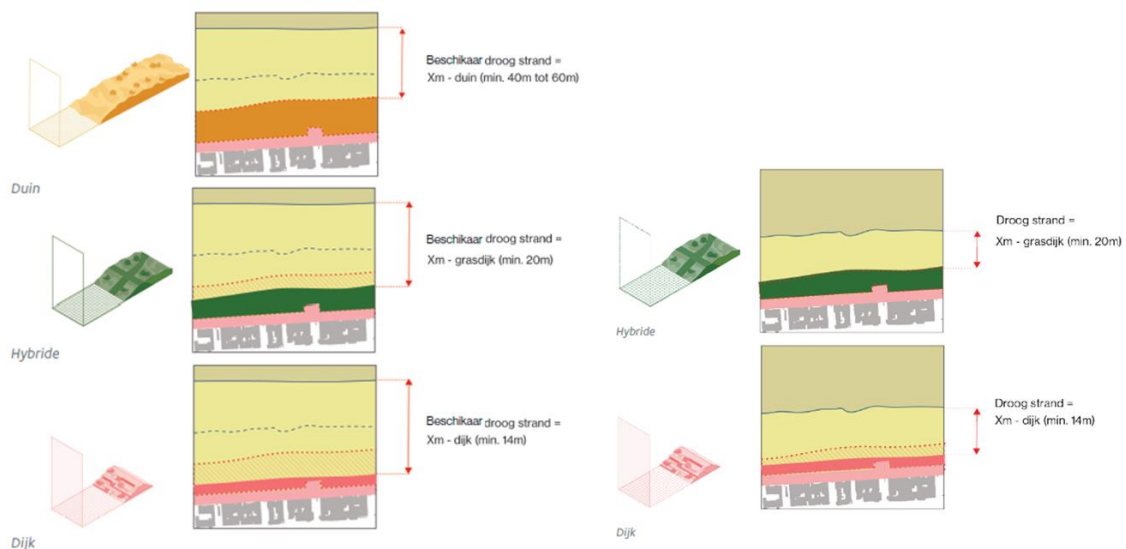 Beschikaar droog strand =
Xm - duin (min. 40m tot 60m)
Duin
Beschikaar droog strand =
Xm - grasdijk (min. 20m)
Hybride
Beschikaar droog strand =
Xm - dijk (min. 14m)
Dijk
Droog strand =
Xm - grasdijk (min. 20m)
Hybride
Droog strand =
Xm - dijk (min. 14m)
Dijk